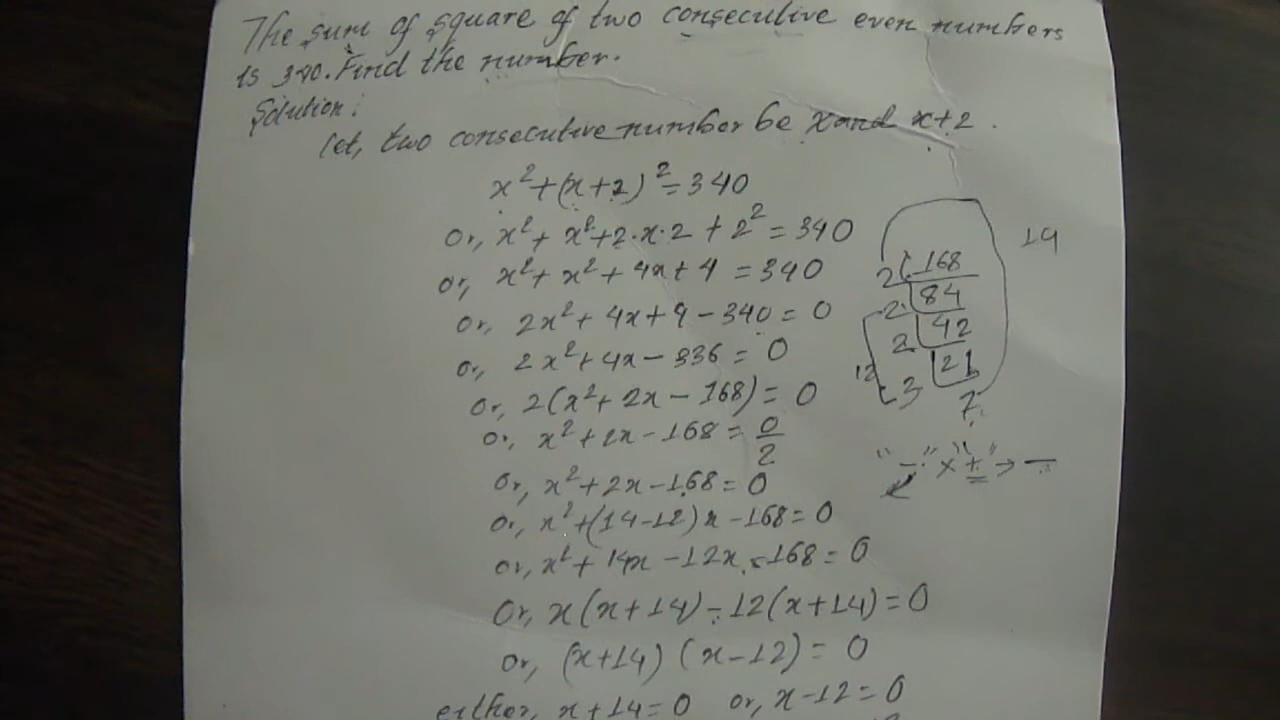 The sum of square of two consecutive even numbers
is 340. Find the number.
Solution:
let, two consecutive number be x and x+2.
x²+(x+2)²=340
or, x²+x²+2·x·2+2²=340
or, x²+x²+4x+4=340
or, 2x²+4x+4-340=0
or, 2x²+4x-336=0
or, 2(x²+2x-168)=0
or, x²+2x-168=0/2
or, x²+2x-168=0
or, x²+(14-12)x-168=0
or, x²+14x-12x-168=0
or, x(x+14)-12(x+14)=0
or, (x+14)(x-12)=0
either, x+14=0 or, x-12=0
14
2 168
2 84
2 42
3 21
7
12
"-"×"+"→-